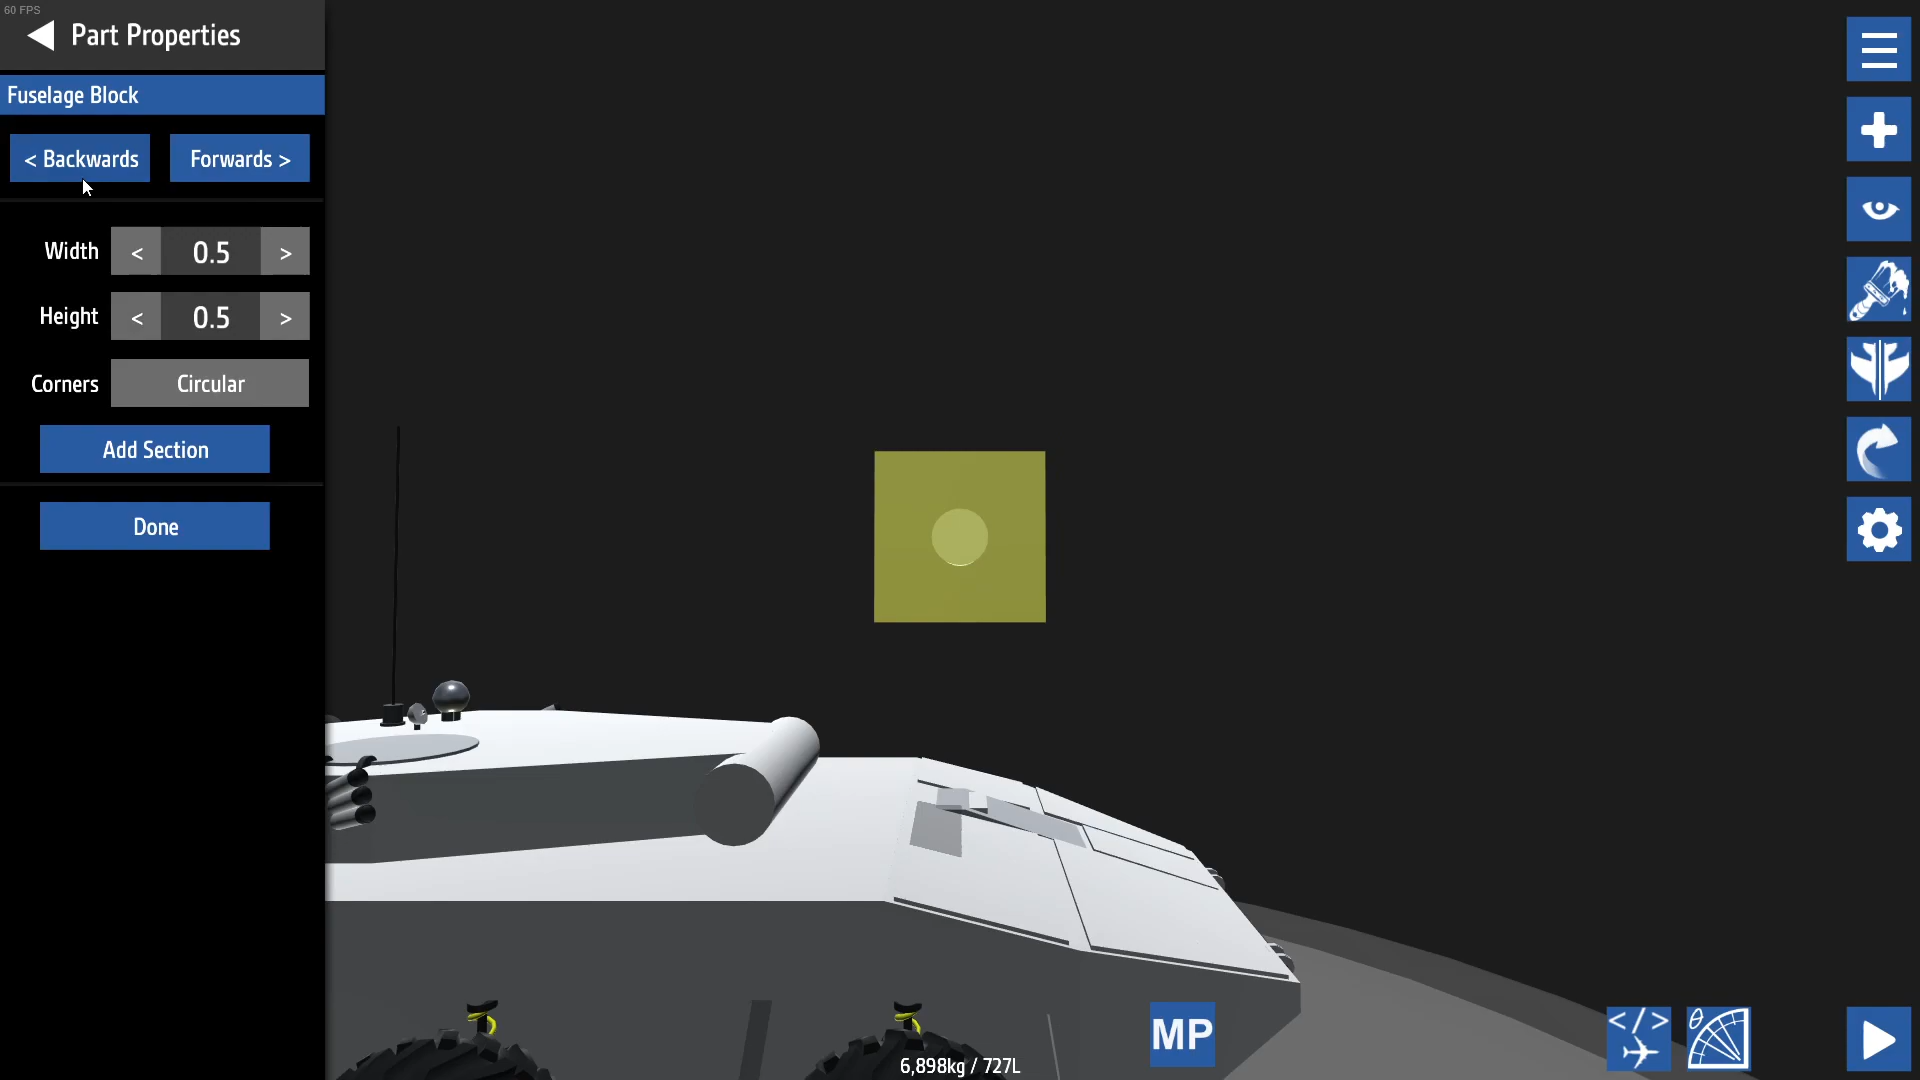 60 FPS
Part Properties
Fuselage Block
< Backwards
Forwards >
Width < 0.5 >
Height < 0.5 >
Corners Circular
Add Section
Done
MP
</>
θ
6,898kg / 727L